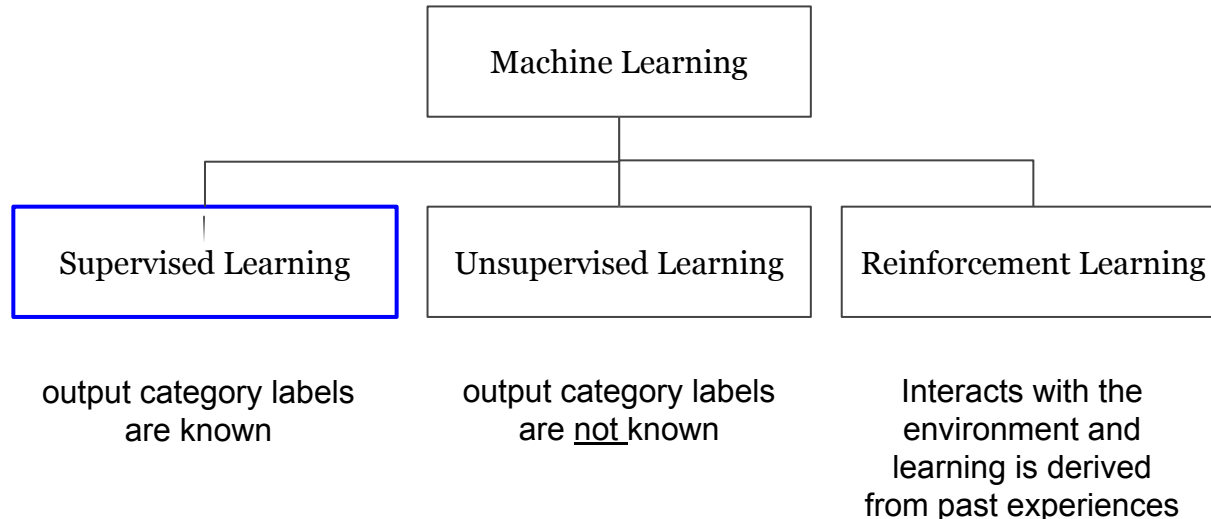 Machine Learning
Supervised Learning
Unsupervised Learning
Reinforcement Learning
output category labels
are known
output category labels
are not known
Interacts with the
environment and
learning is derived
from past experiences